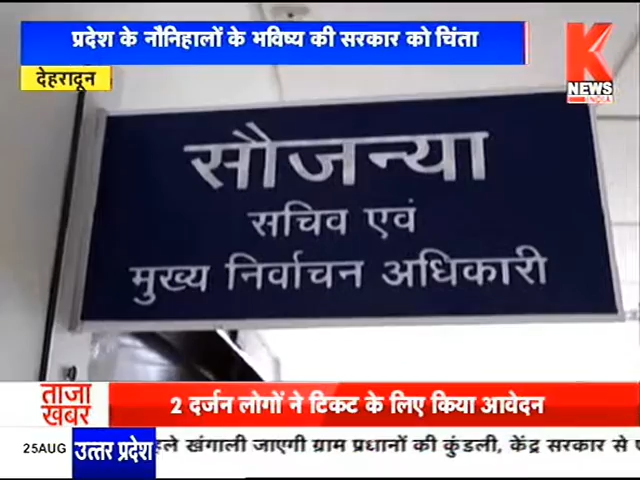 प्रदेश के नौनिहालों के भविष्य की सरकार को चिंता
देहरादून
K
NEWS
INDIA
सौजन्या
सचिव एवं
मुख्य निर्वाचन अधिकारी
ताजा
खबर
2 दर्जन लोगों ने टिकट के लिए किया आवेदन
25AUG
उत्तर प्रदेश
खंगाली जाएगी ग्राम प्रधानों की कुंडली, केंद्र सरकार से